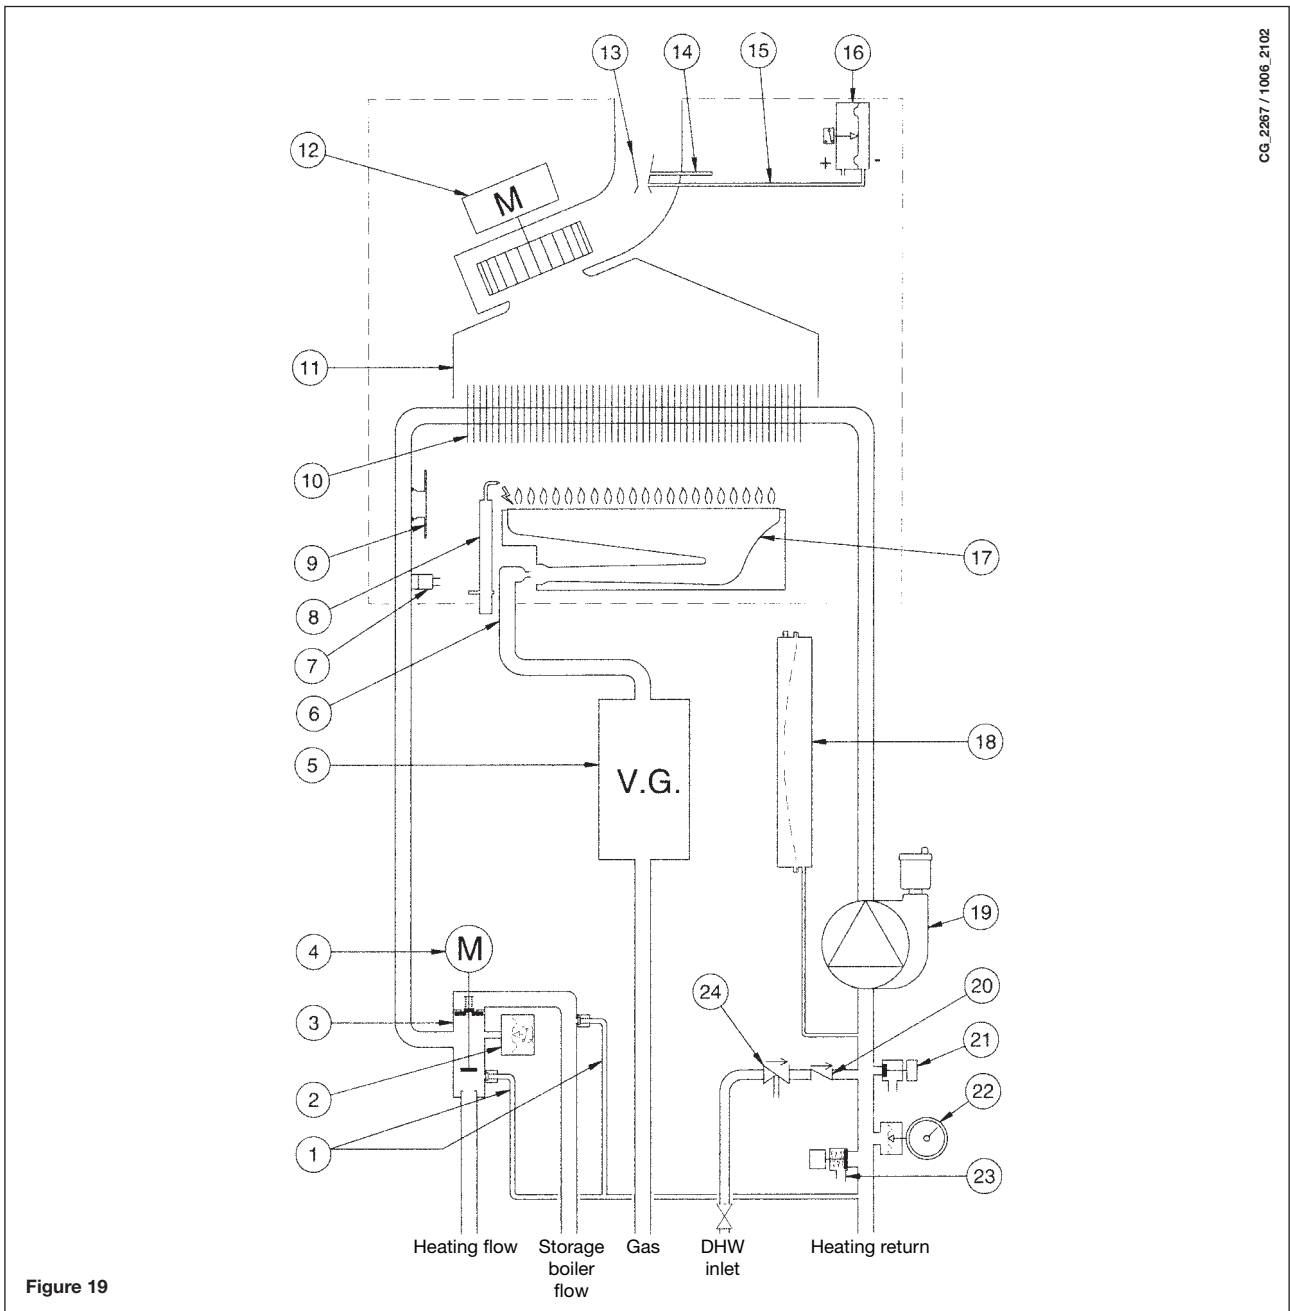 CG_2267 / 1006_2102
13
14
15
16
12
M
+
-
11
10
9
8
7
6
17
5
V.G.
18
4
M
19
3
24
20
21
2
22
1
23
Heating flow
Storage
boiler
flow
Gas
DHW
inlet
Heating return
Figure 19